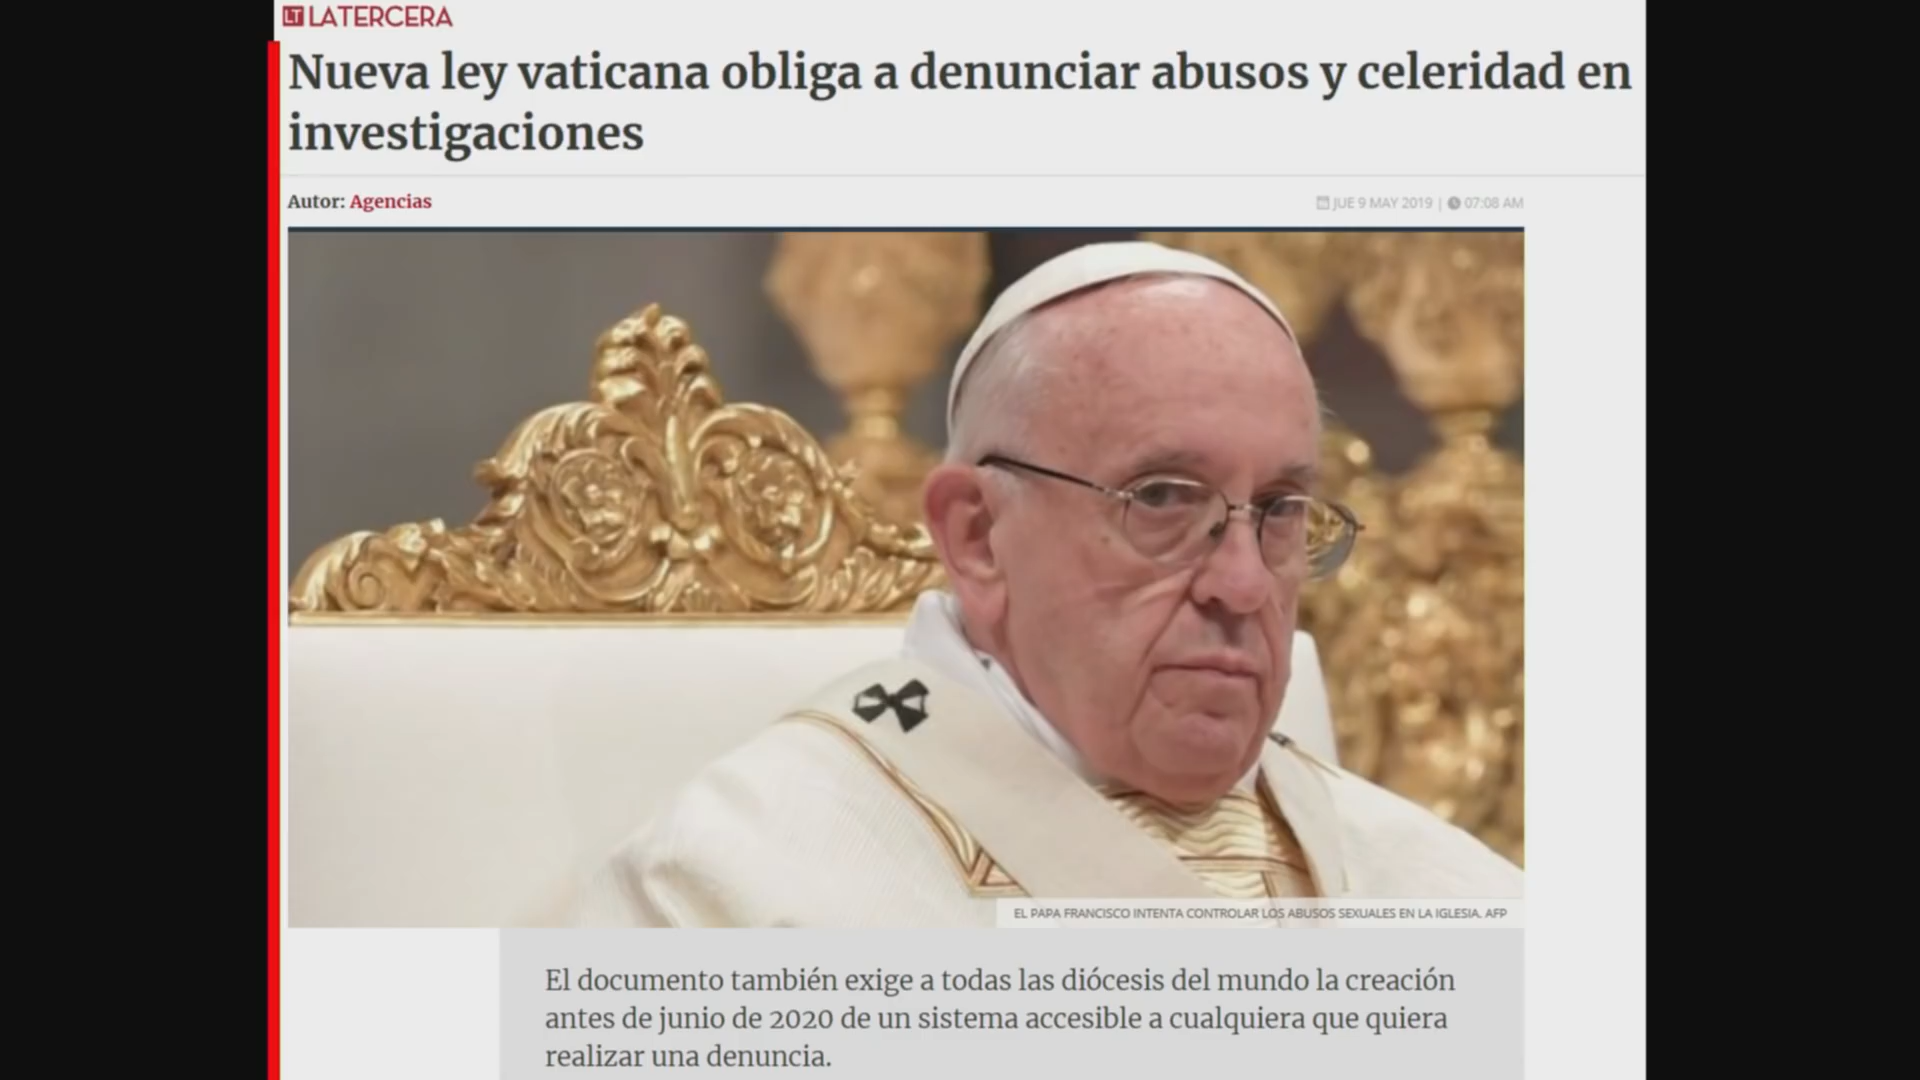 LT LATERCERA
Nueva ley vaticana obliga a denunciar abusos y celeridad en
investigaciones
Autor: Agencias
JUE 9 MAY 2019 | 07:08 AM
EL PAPA FRANCISCO INTENTA CONTROLAR LOS ABUSOS SEXUALES EN LA IGLESIA. AFP
El documento también exige a todas las diócesis del mundo la creación
antes de junio de 2020 de un sistema accesible a cualquiera que quiera
realizar una denuncia.